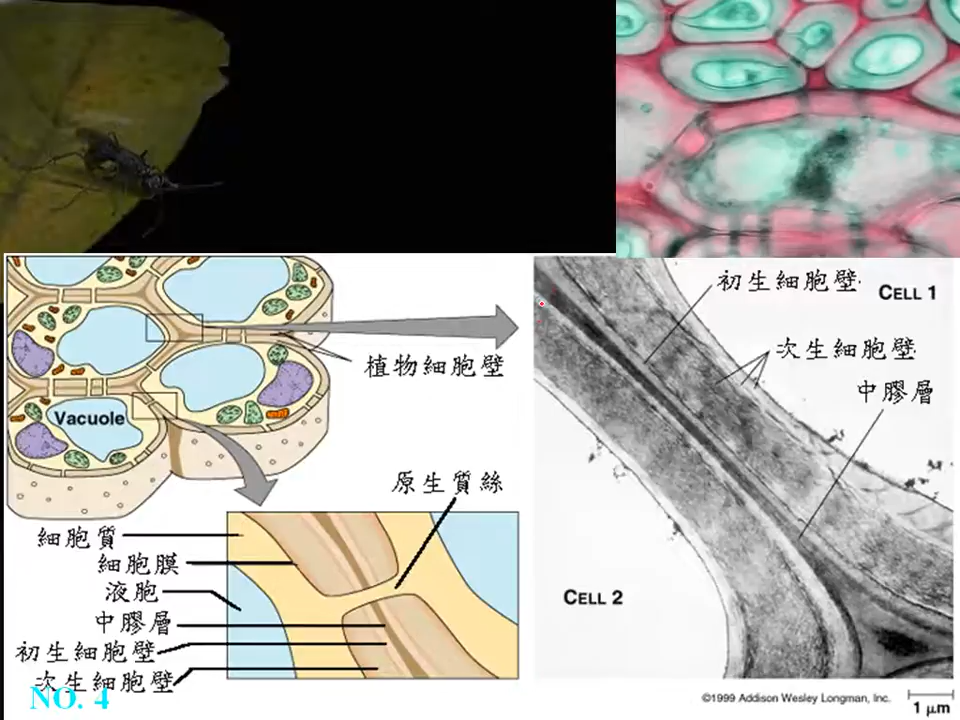 初生細胞壁
CELL 1
次生細胞壁
植物細胞壁
中膠層
Vacuole
原生質絲
細胞質
細胞膜
液胞
中膠層
初生細胞壁
次生細胞壁
CELL 2
NO. 4
©1999 Addison Wesley Longman, Inc.
1 μm